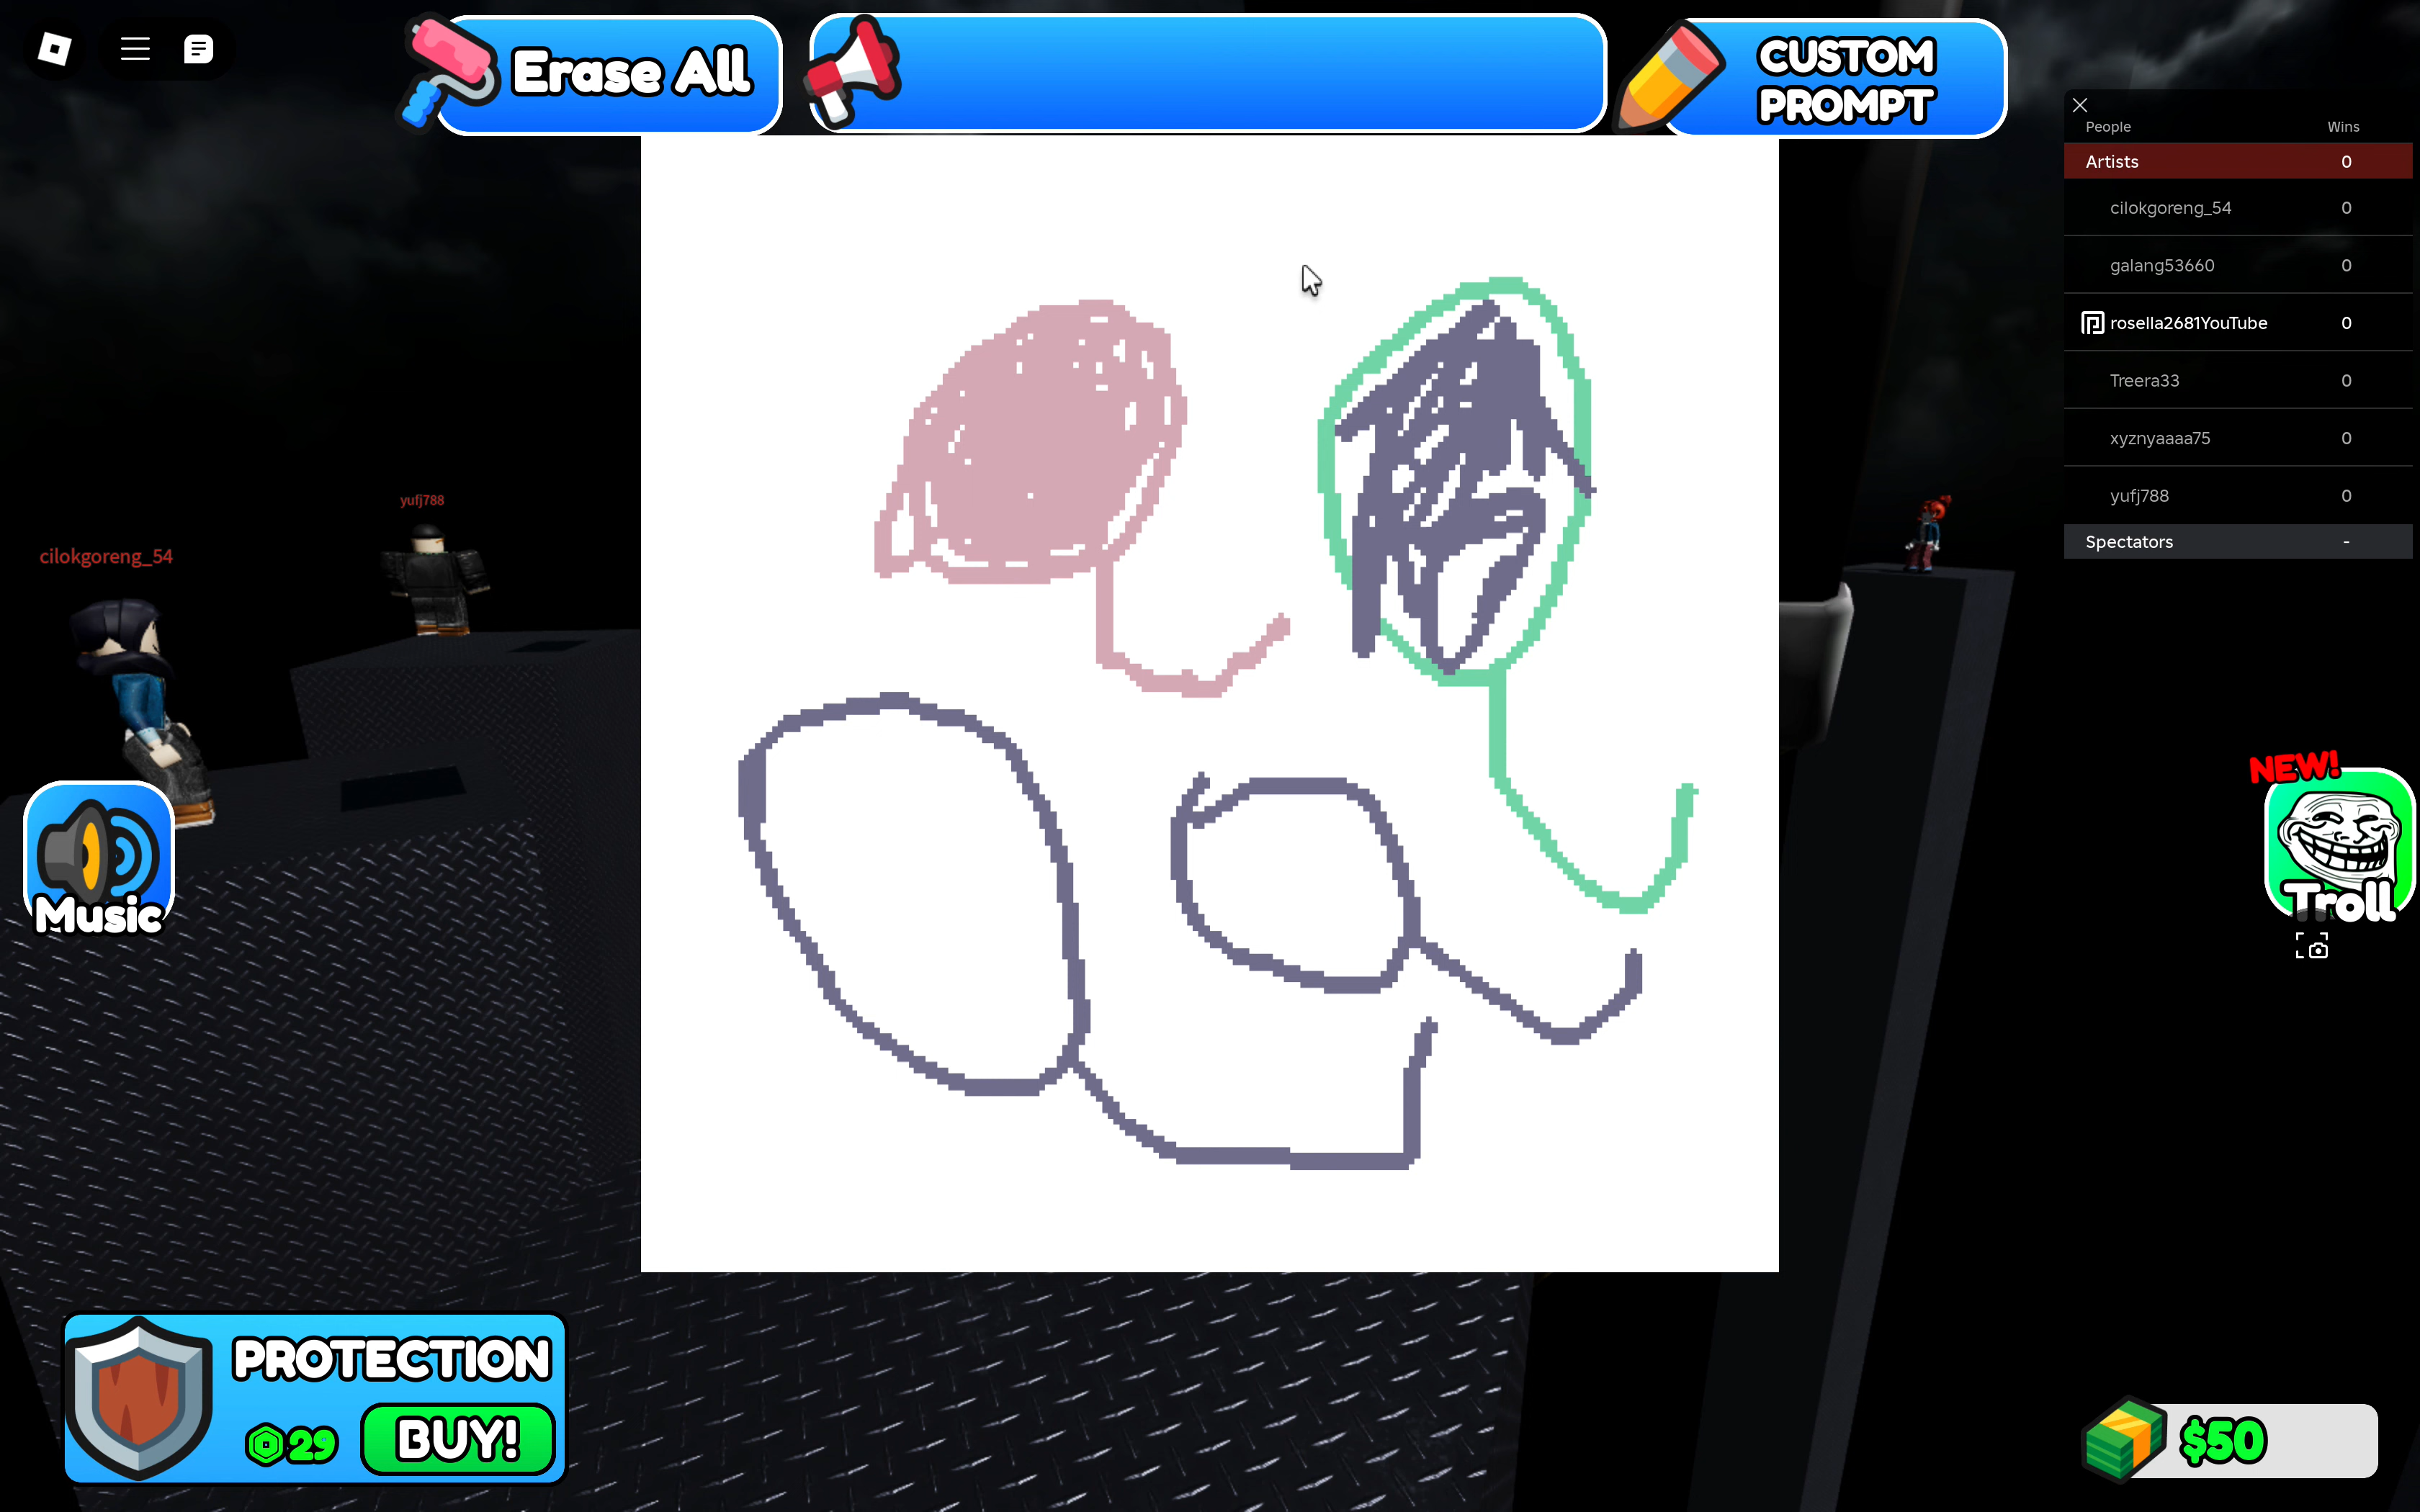 Erase All
CUSTOM
PROMPT
People Wins
Artists 0
cilokgoreng_54 0
galang53660 0
rosella2681YouTube 0
Treera33 0
xyznyaaaa75 0
yufj788 0
Spectators -
yufj788
cilokgoreng_54
Music
NEW!
Troll
PROTECTION
29 BUY!
$50